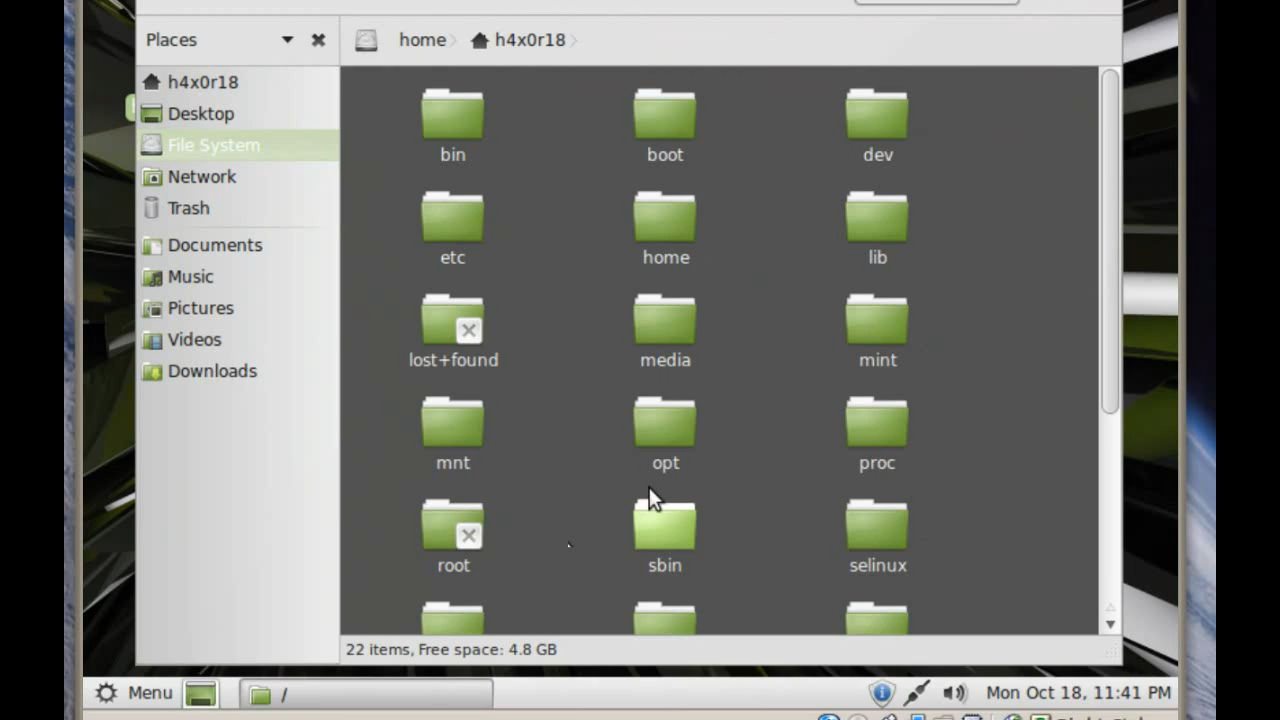 Places
home
h4x0r18
h4x0r18
Desktop
File System
Network
Trash
Documents
Music
Pictures
Videos
Downloads
bin boot dev
etc home lib
lost+found media mint
mnt opt proc
root sbin selinux
22 items, Free space: 4.8 GB
Menu / Mon Oct 18, 11:41 PM